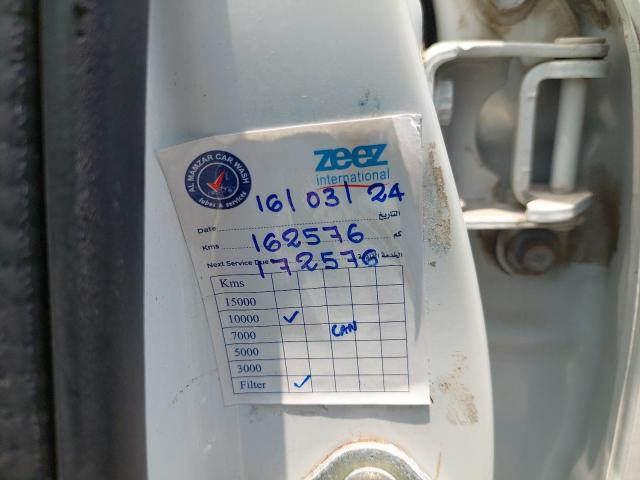 AL MANZAR CAR WASH
lubes & service
zeez
international
Date 16/03/24 التاريخ
Kms 162576 كم
Next Service Due 172576
Kms
15000
10000 ✓
7000 CAN
5000
3000
Filter ✓